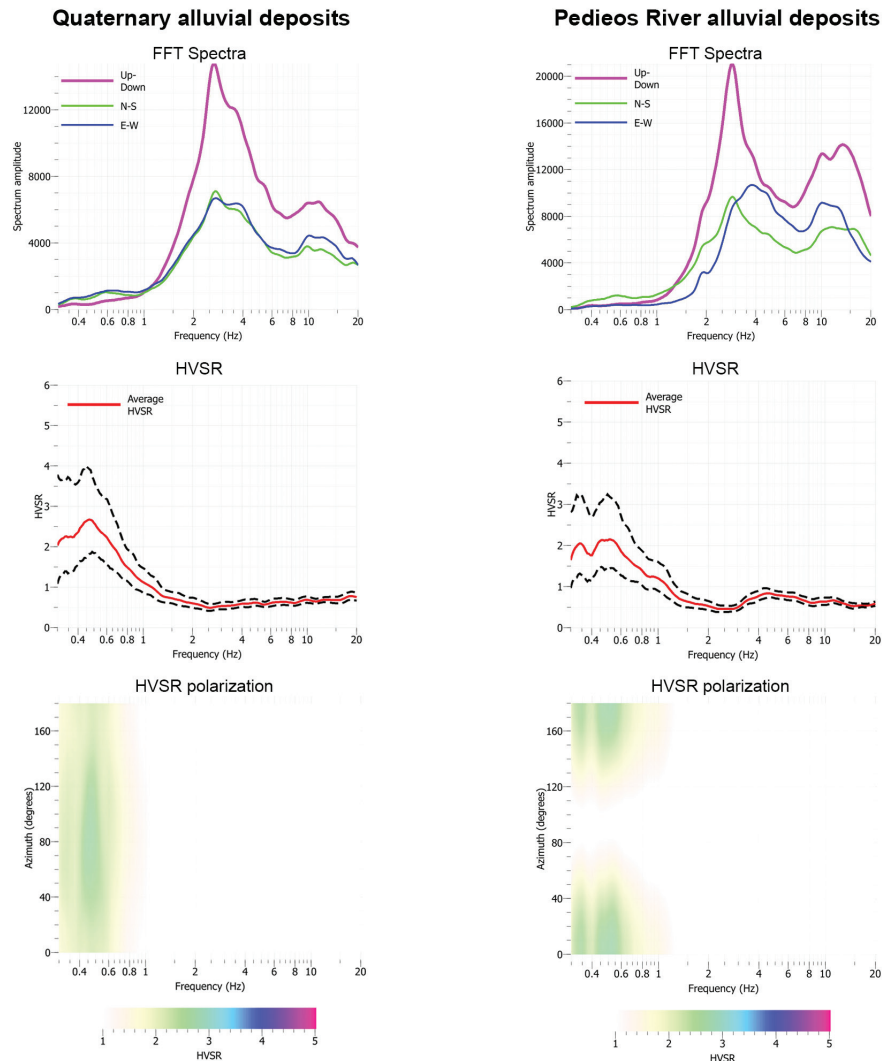 Quaternary alluvial deposits
FFT Spectra
Up-
Down
N-S
E-W
Spectrum amplitude
12000
8000
4000
0
0.4 0.6 0.8 1 2 4 6 8 10 20
Frequency (Hz)
HVSR
Average
HVSR
HVSR
6
5
4
3
2
1
0
0.4 0.6 0.8 1 2 4 6 8 10 20
Frequency (Hz)
HVSR polarization
Azimuth (degrees)
160
120
80
40
0
0.4 0.6 0.8 1 2 4 6 8 10 20
Frequency (Hz)
1 2 3 4 5
HVSR
Pedieos River alluvial deposits
FFT Spectra
Up-
Down
N-S
E-W
Spectrum amplitude
20000
16000
12000
8000
4000
0
0.4 0.6 0.8 1 2 4 6 8 10 20
Frequency (Hz)
HVSR
Average
HVSR
HVSR
6
5
4
3
2
1
0
0.4 0.6 0.8 1 2 4 6 8 10 20
Frequency (Hz)
HVSR polarization
Azimuth (degrees)
160
120
80
40
0
0.4 0.6 0.8 1 2 4 6 8 10 20
Frequency (Hz)
1 2 3 4 5
HVSR